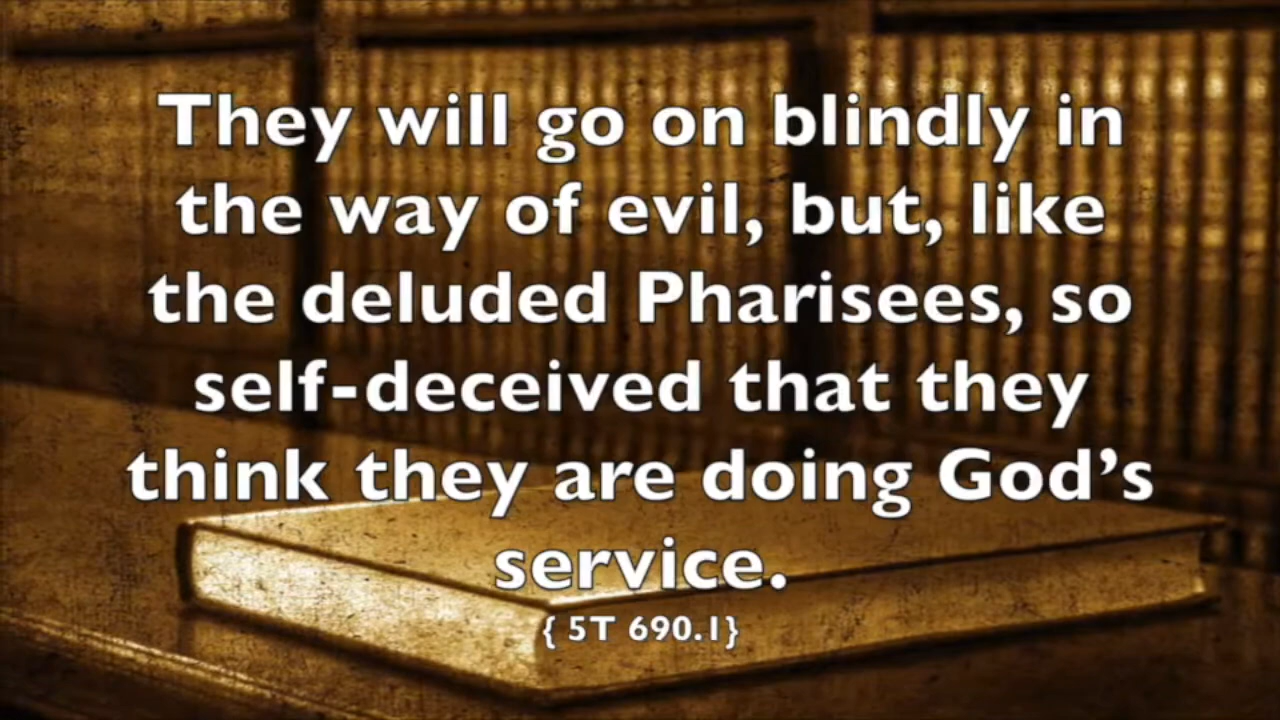 They will go on blindly in
the way of evil, but, like
the deluded Pharisees, so
self-deceived that they
think they are doing God’s
service.
{ 5T 690.1}